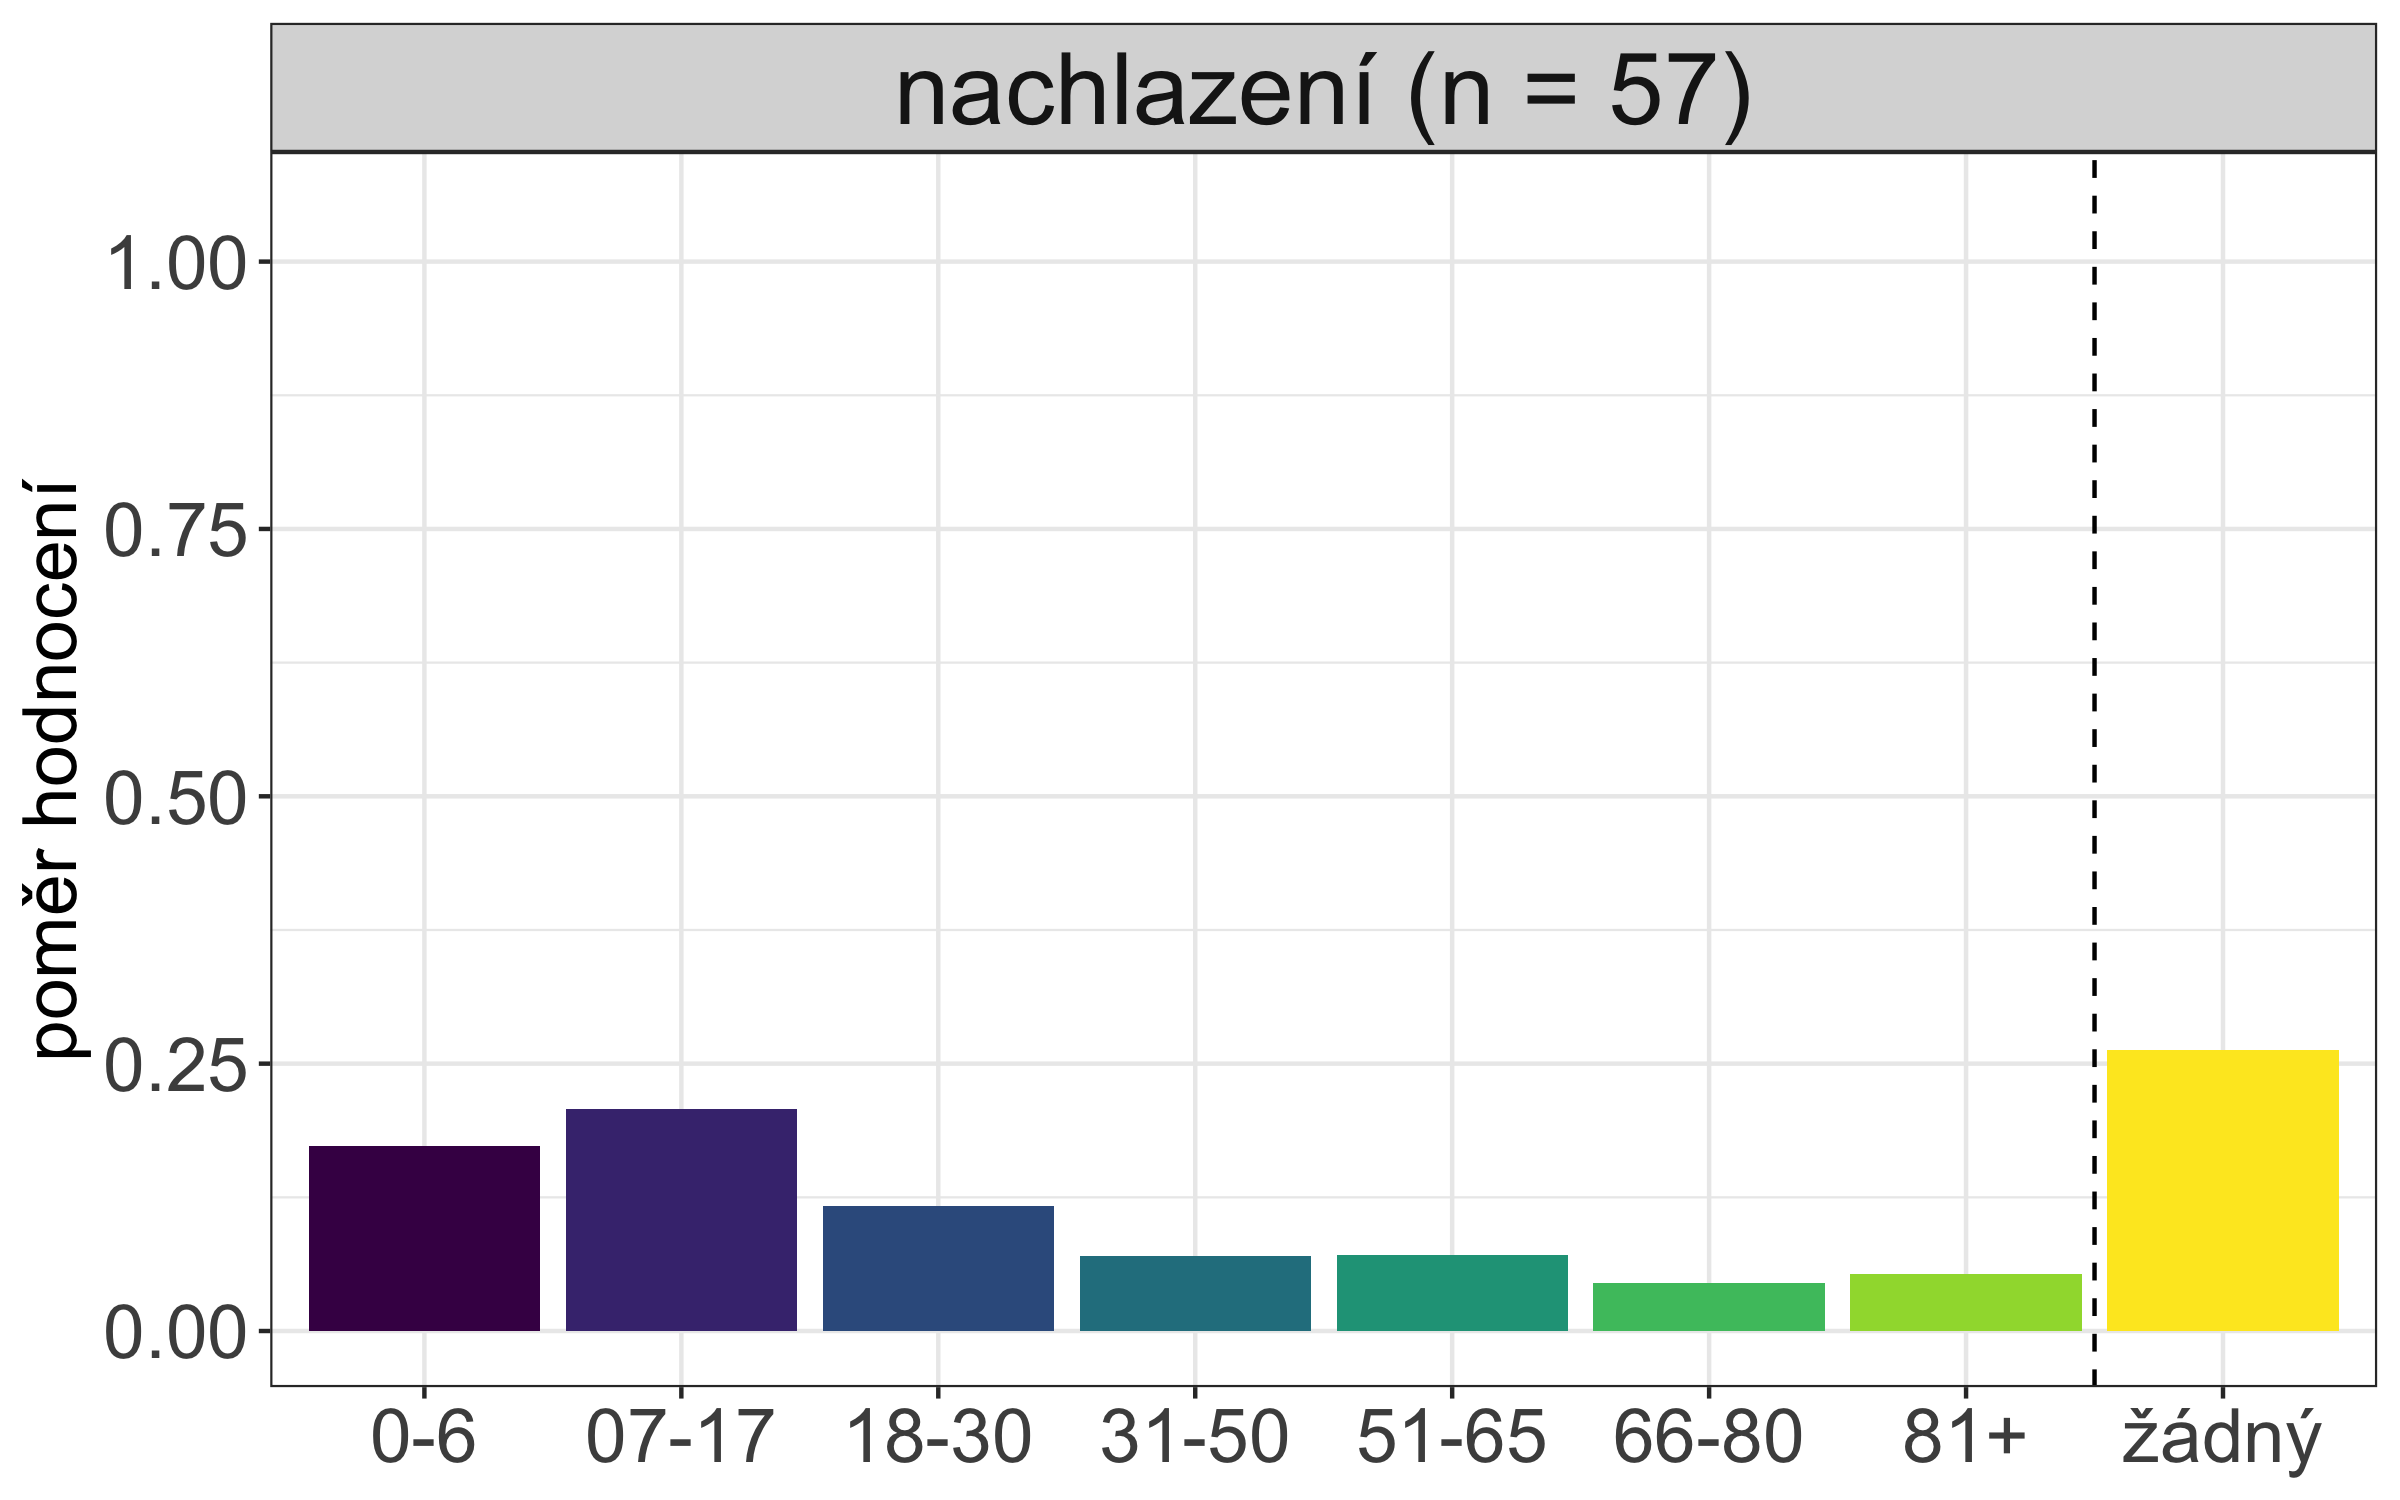 nachlazení (n = 57)
poměr hodnocení
1.00
0.75
0.50
0.25
0.00
0-6 07-17 18-30 31-50 51-65 66-80 81+ žádný